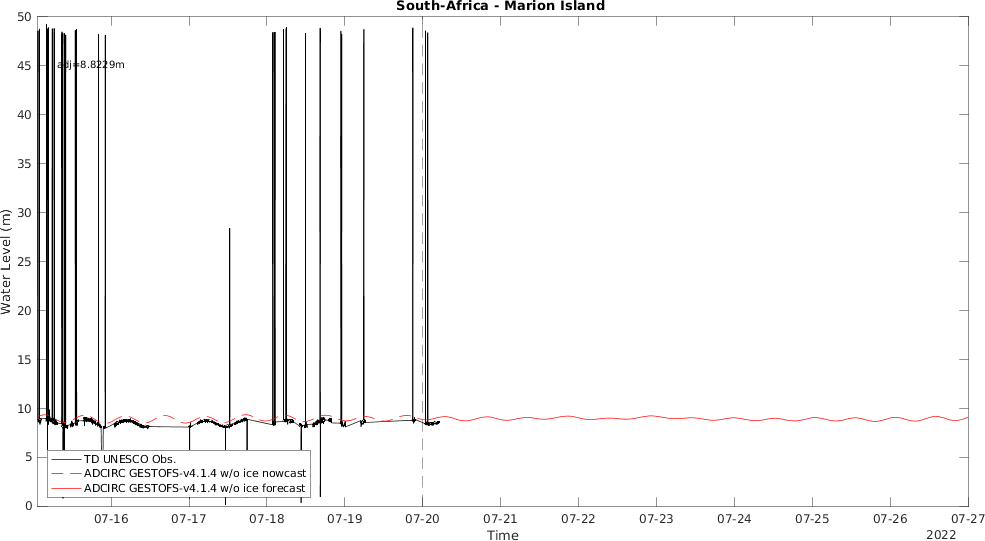 South-Africa - Marion Island
50
45
40
35
30
25
20
15
10
5
0
Water Level (m)
adj=8.8229m
TD UNESCO Obs.
ADCIRC GESTOFS-v4.1.4 w/o ice nowcast
ADCIRC GESTOFS-v4.1.4 w/o ice forecast
07-16 07-17 07-18 07-19 07-20 07-21 07-22 07-23 07-24 07-25 07-26 07-27
Time
2022